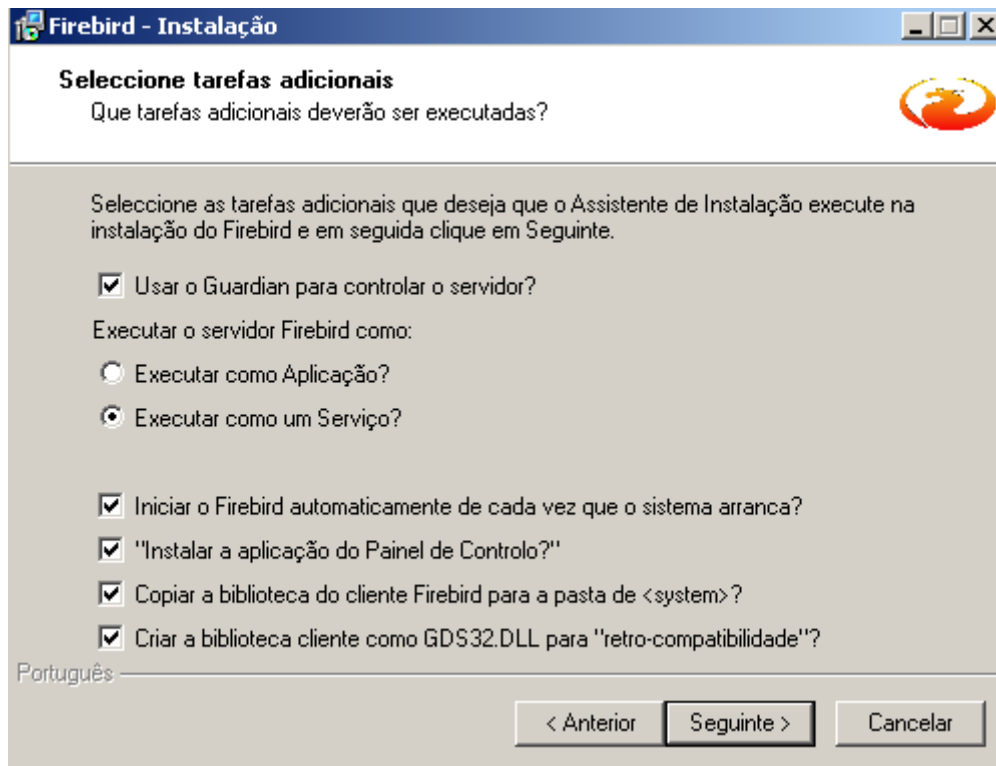 Firebird - Instalação
Seleccione tarefas adicionais
Que tarefas adicionais deverão ser executadas?
Seleccione as tarefas adicionais que deseja que o Assistente de Instalação execute na
instalação do Firebird e em seguida clique em Seguinte.
Usar o Guardian para controlar o servidor?
Executar o servidor Firebird como:
Executar como Aplicação?
Executar como um Serviço?
Iniciar o Firebird automaticamente de cada vez que o sistema arranca?
"Instalar a aplicação do Painel de Controlo?"
Copiar a biblioteca do cliente Firebird para a pasta de <system>?
Criar a biblioteca cliente como GDS32.DLL para "retro-compatibilidade"?
Português
< Anterior
Seguinte >
Cancelar